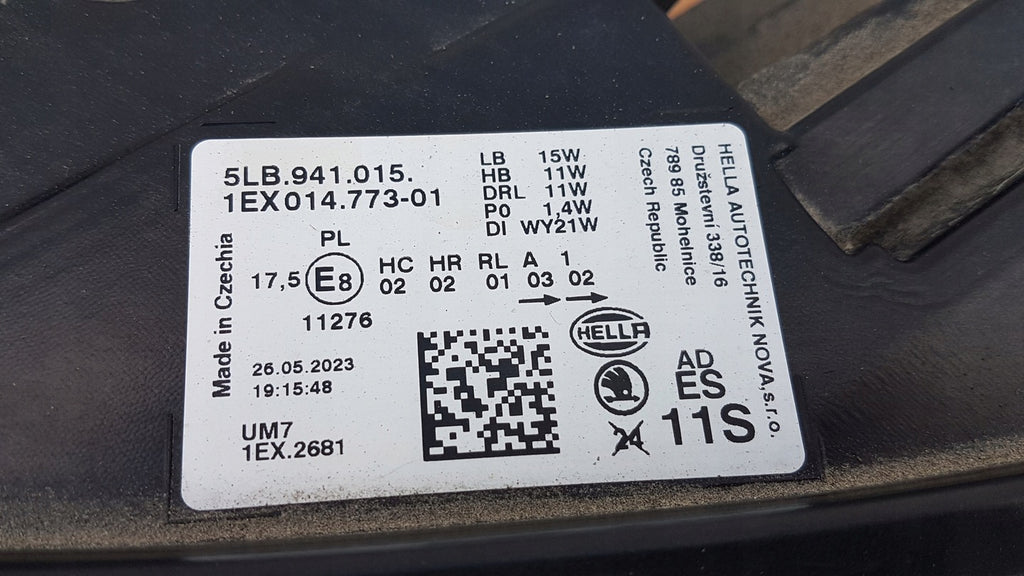 5LB.941.015.
1EX014.773-01
LB 15W
HB 11W
DRL 11W
PO 1,4W
DI WY21W
HELLA AUTOTECHNIK NOVA,s.r.o.
Družstevní 338/16
789 85 Mohelnice
Czech Republic
Made in Czechia
PL
17,5 E8
HC HR RL A 1
02 02 01 03 02
11276
26.05.2023
19:15:48
UM7
1EX.2681
HELLA
AD
ES
24
11S